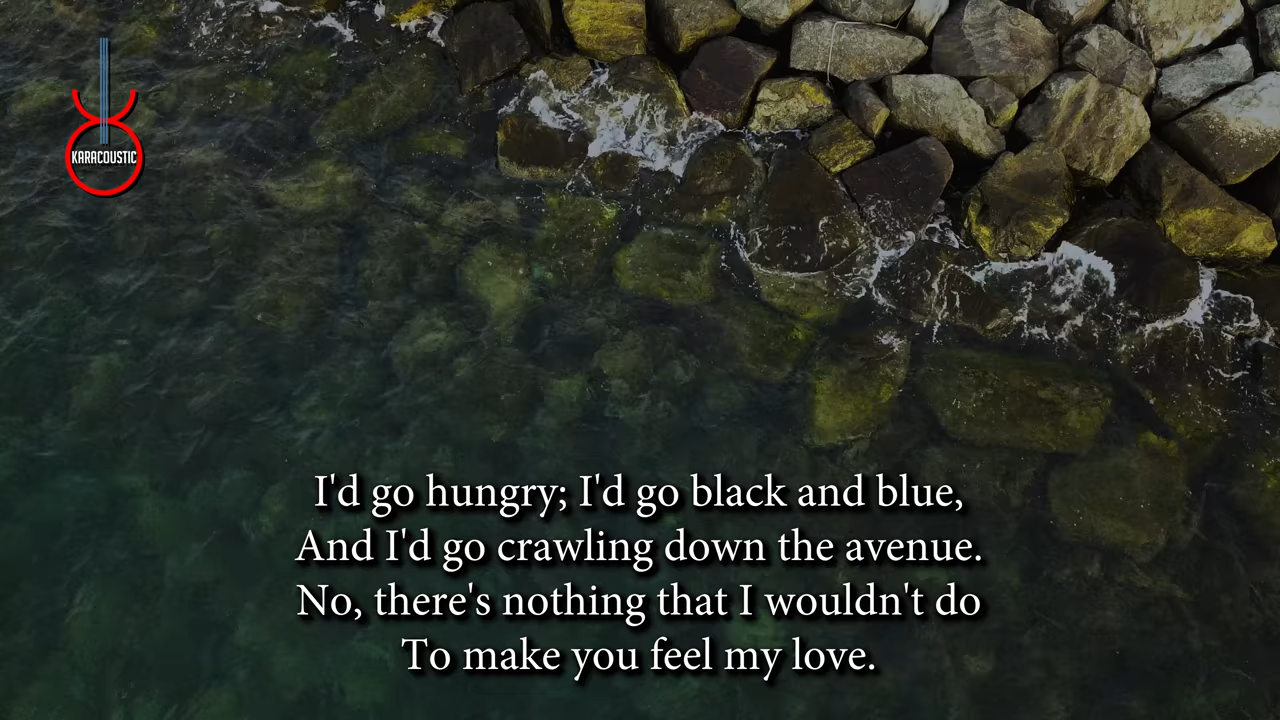 KARACOUSTIC
I'd go hungry; I'd go black and blue,
And I'd go crawling down the avenue.
No, there's nothing that I wouldn't do
To make you feel my love.